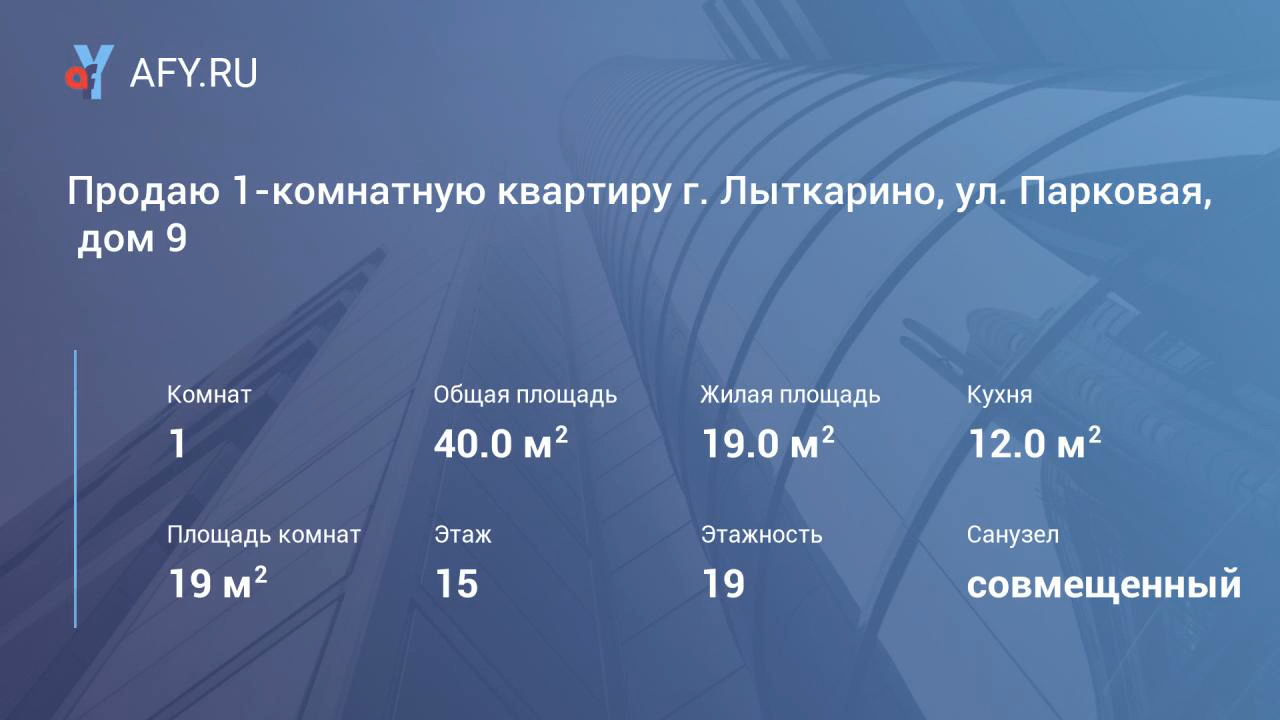 AFY.RU
Продаю 1-комнатную квартиру г. Лыткарино, ул. Парковая,
дом 9
Комнат
Общая площадь
Жилая площадь
Кухня
1
40.0 м²
19.0 м²
12.0 м²
Площадь комнат
Этаж
Этажность
Санузел
19 м²
15
19
совмещенный